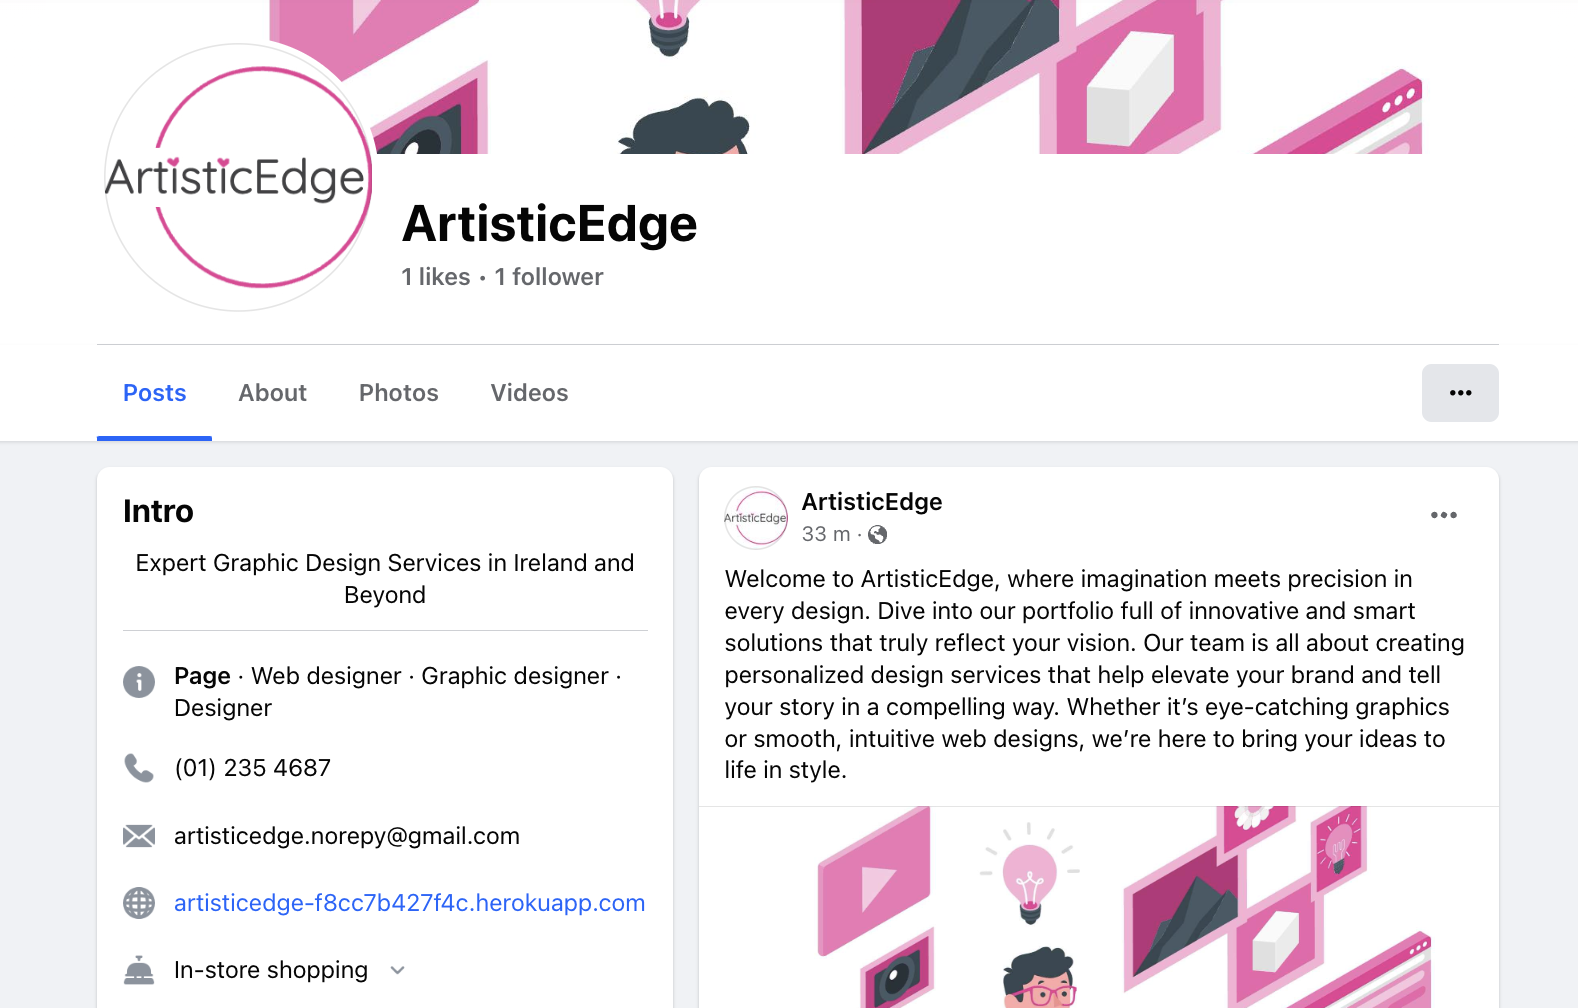 ArtisticEdge
ArtisticEdge
1 likes · 1 follower
Posts
About
Photos
Videos
Intro
Expert Graphic Design Services in Ireland and
Beyond
Page · Web designer · Graphic designer ·
Designer
(01) 235 4687
artisticedge.norepy@gmail.com
artisticedge-f8cc7b427f4c.herokuapp.com
In-store shopping
ArtisticEdge
ArtisticEdge
33 m ·
Welcome to ArtisticEdge, where imagination meets precision in
every design. Dive into our portfolio full of innovative and smart
solutions that truly reflect your vision. Our team is all about creating
personalized design services that help elevate your brand and tell
your story in a compelling way. Whether it’s eye-catching graphics
or smooth, intuitive web designs, we’re here to bring your ideas to
life in style.